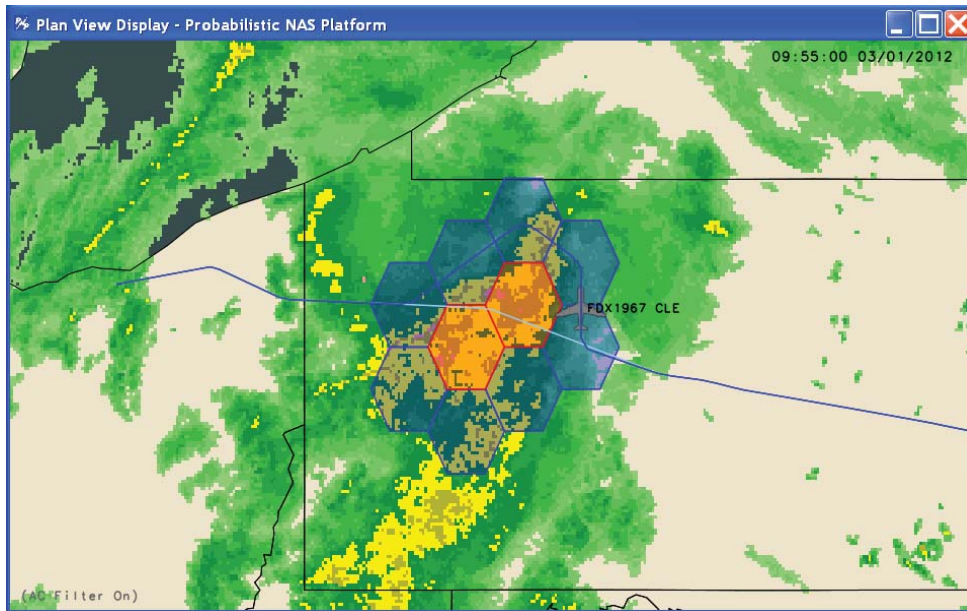 Plan View Display - Probabilistic NAS Platform
09:55:00 03/01/2012
FDX1967 CLE
(AC Filter On)